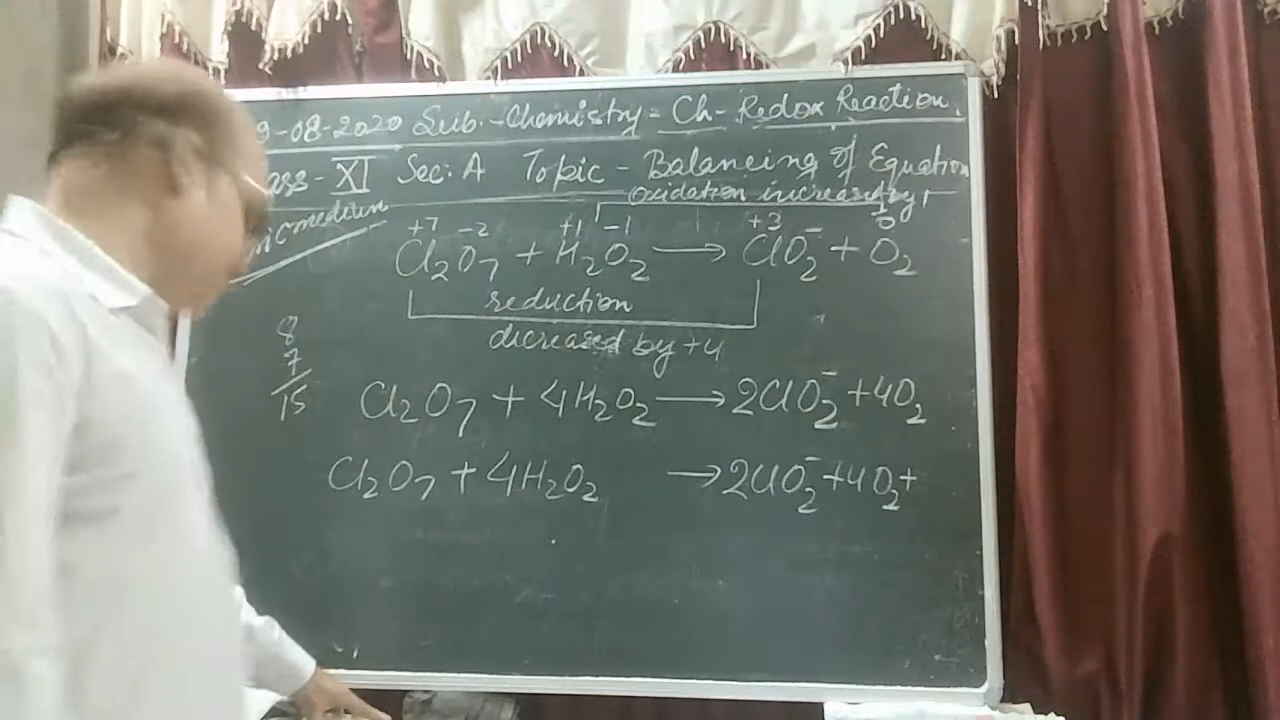 9-08-2020 Sub.-Chemistry- Ch- Redox Reaction.
ass- XI Sec: A Topic - Balancing of Equation
oxidation increased by 1
+7 -2 +1 -1 +3 0
Cl₂O₇ + H₂O₂ → ClO₂⁻ + O₂
reduction
dicreased by +4
8
7
15
Cl₂O₇ + 4H₂O₂ → 2ClO₂⁻ + 4O₂
Cl₂O₇ + 4H₂O₂ → 2ClO₂⁻ + 4O₂ +